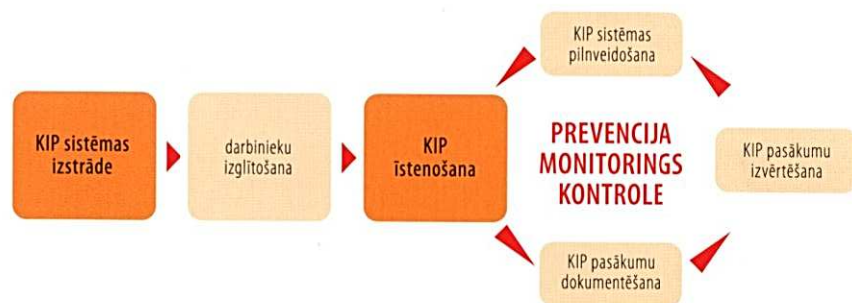 KIP sistēmas
izstrāde
darbinieku
izglītošana
KIP
īstenošana
KIP sistēmas
pilnveidošana
PREVENCIJA
MONITORINGS
KONTROLE
KIP pasākumu
izvērtēšana
KIP pasākumu
dokumentēšana